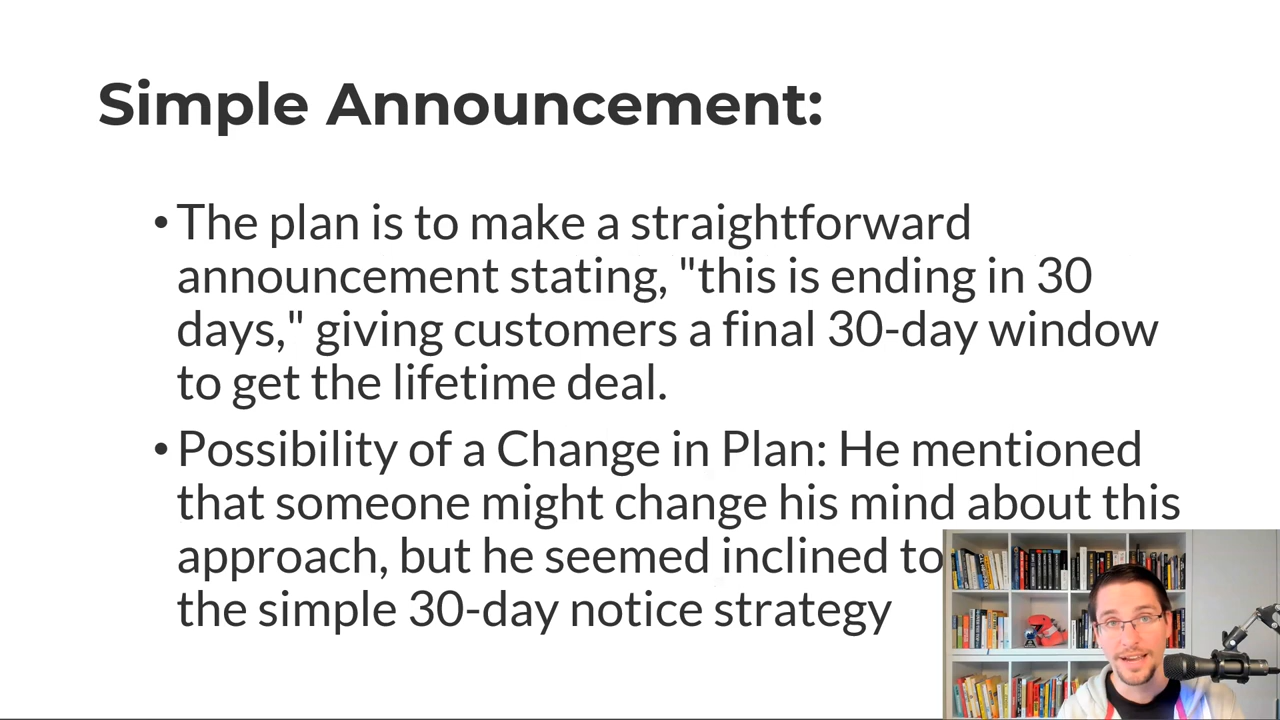 Simple Announcement:
• The plan is to make a straightforward
announcement stating, "this is ending in 30
days," giving customers a final 30-day window
to get the lifetime deal.
• Possibility of a Change in Plan: He mentioned
that someone might change his mind about this
approach, but he seemed inclined to
the simple 30-day notice strategy